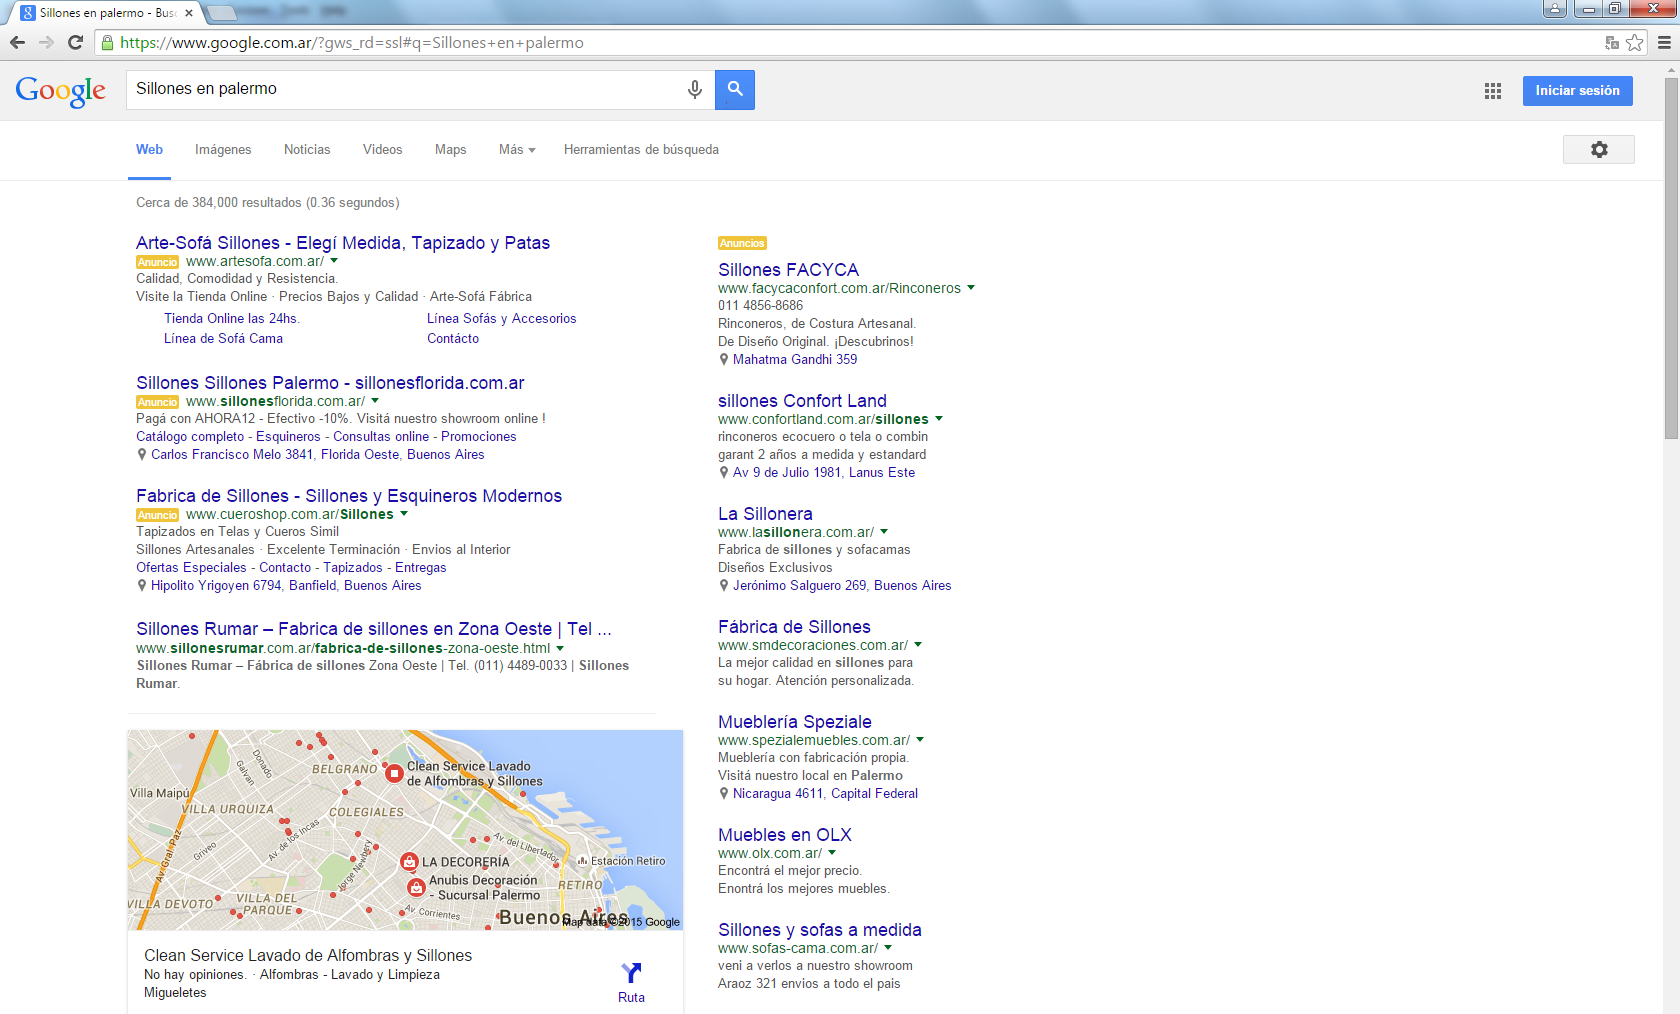 Sillones en palermo - Bus
https://www.google.com.ar/?gws_rd=ssl#q=Sillones+en+palermo
Google
Sillones en palermo
Iniciar sesión
Web Imágenes Noticias Videos Maps Más Herramientas de búsqueda
Cerca de 384,000 resultados (0.36 segundos)
Arte-Sofá Sillones - Elegí Medida, Tapizado y Patas
Anuncio www.artesofa.com.ar/
Calidad, Comodidad y Resistencia.
Visite la Tienda Online · Precios Bajos y Calidad · Arte-Sofá Fábrica
Tienda Online las 24hs. Línea Sofás y Accesorios
Línea de Sofá Cama Contácto
Sillones Sillones Palermo - sillonesflorida.com.ar
Anuncio www.sillonesflorida.com.ar/
Pagá con AHORA12 - Efectivo -10%. Visitá nuestro showroom online !
Catálogo completo - Esquineros - Consultas online - Promociones
Carlos Francisco Melo 3841, Florida Oeste, Buenos Aires
Fabrica de Sillones - Sillones y Esquineros Modernos
Anuncio www.cueroshop.com.ar/Sillones
Tapizados en Telas y Cueros Simil
Sillones Artesanales · Excelente Terminación · Envios al Interior
Ofertas Especiales - Contacto - Tapizados - Entregas
Hipolito Yrigoyen 6794, Banfield, Buenos Aires
Sillones Rumar – Fabrica de sillones en Zona Oeste | Tel ...
www.sillonesrumar.com.ar/fabrica-de-sillones-zona-oeste.html
Sillones Rumar – Fábrica de sillones Zona Oeste | Tel. (011) 4489-0033 | Sillones
Rumar.
Donado
Galvan
BELGRANO
Clean Service Lavado
de Alfombras y Sillones
Villa Maipú
VILLA URQUIZA
COLEGIALES
Av. de los Incas
Av Gral. Paz
Griveo
Jorge Newbery
Av. del Libertador
LA DECORERÍA
Estación Retiro
Anubis Decoración
- Sucursal Palermo
RETIRO
VILLA DEVOTO
VILLA DEL
PARQUE
Av Corrientes
Buenos Aires
Map data ©2015 Google
Clean Service Lavado de Alfombras y Sillones
No hay opiniones. · Alfombras - Lavado y Limpieza
Migueletes
Ruta
Anuncios
Sillones FACYCA
www.facycaconfort.com.ar/Rinconeros
011 4856-8686
Rinconeros, de Costura Artesanal.
De Diseño Original. ¡Descubrinos!
Mahatma Gandhi 359
sillones Confort Land
www.confortland.com.ar/sillones
rinconeros ecocuero o tela o combin
garant 2 años a medida y estandard
Av 9 de Julio 1981, Lanus Este
La Sillonera
www.lasillonera.com.ar/
Fabrica de sillones y sofacamas
Diseños Exclusivos
Jerónimo Salguero 269, Buenos Aires
Fábrica de Sillones
www.smdecoraciones.com.ar/
La mejor calidad en sillones para
su hogar. Atención personalizada.
Mueblería Speziale
www.spezialemuebles.com.ar/
Mueblería con fabricación propia.
Visitá nuestro local en Palermo
Nicaragua 4611, Capital Federal
Muebles en OLX
www.olx.com.ar/
Encontrá el mejor precio.
Enontrá los mejores muebles.
Sillones y sofas a medida
www.sofas-cama.com.ar/
veni a verlos a nuestro showroom
Araoz 321 envios a todo el pais